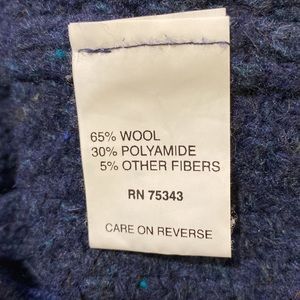 65% WOOL
30% POLYAMIDE
5% OTHER FIBERS
RN 75343
CARE ON REVERSE